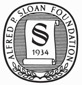 ALFRED P. SLOAN FOUNDATION
S
1934